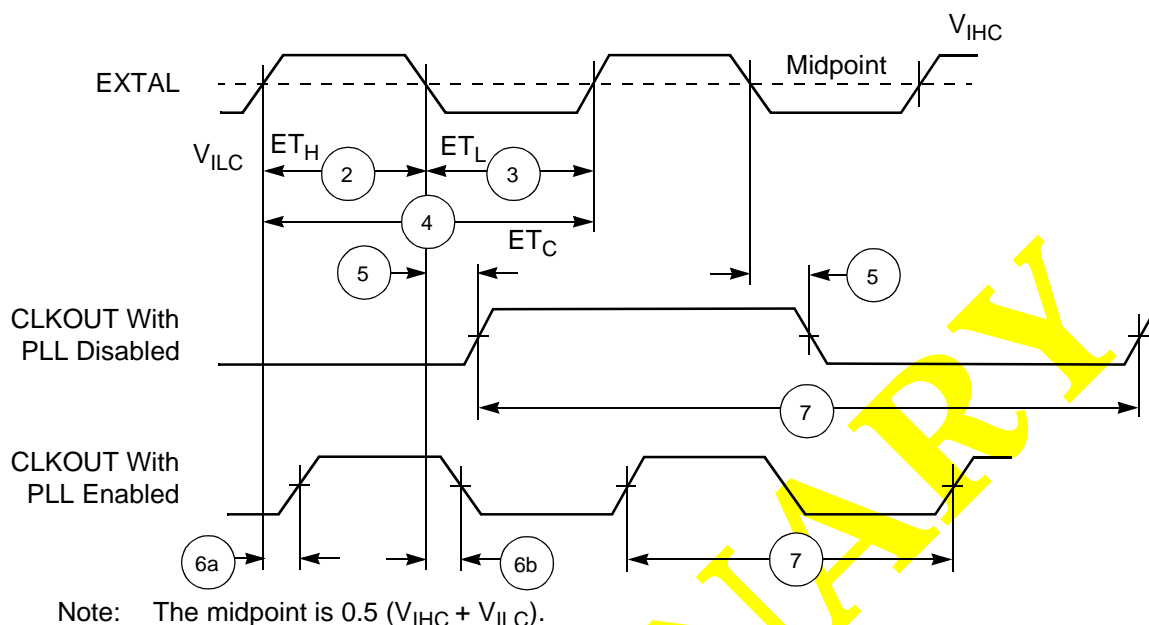 V_IHC
EXTAL
Midpoint
V_ILC
ET_H
2
ET_L
3
4
ET_C
5
5
CLKOUT With
PLL Disabled
7
CLKOUT With
PLL Enabled
6a
6b
7
Note: The midpoint is 0.5 (V_IHC + V_ILC).
NARY